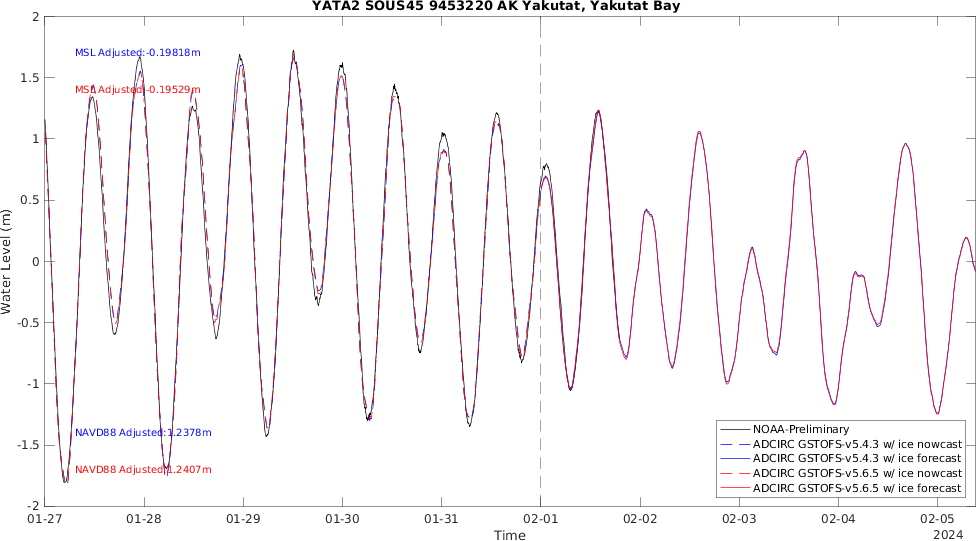 YATA2 SOUS45 9453220 AK Yakutat, Yakutat Bay
2
1.5
1
0.5
0
-0.5
-1
-1.5
-2
Water Level (m)
MSL Adjusted:-0.19818m
MSL Adjusted:-0.19529m
NAVD88 Adjusted:1.2378m
NAVD88 Adjusted:1.2407m
NOAA-Preliminary
ADCIRC GSTOFS-v5.4.3 w/ ice nowcast
ADCIRC GSTOFS-v5.4.3 w/ ice forecast
ADCIRC GSTOFS-v5.6.5 w/ ice nowcast
ADCIRC GSTOFS-v5.6.5 w/ ice forecast
01-27 01-28 01-29 01-30 01-31 02-01 02-02 02-03 02-04 02-05
Time
2024